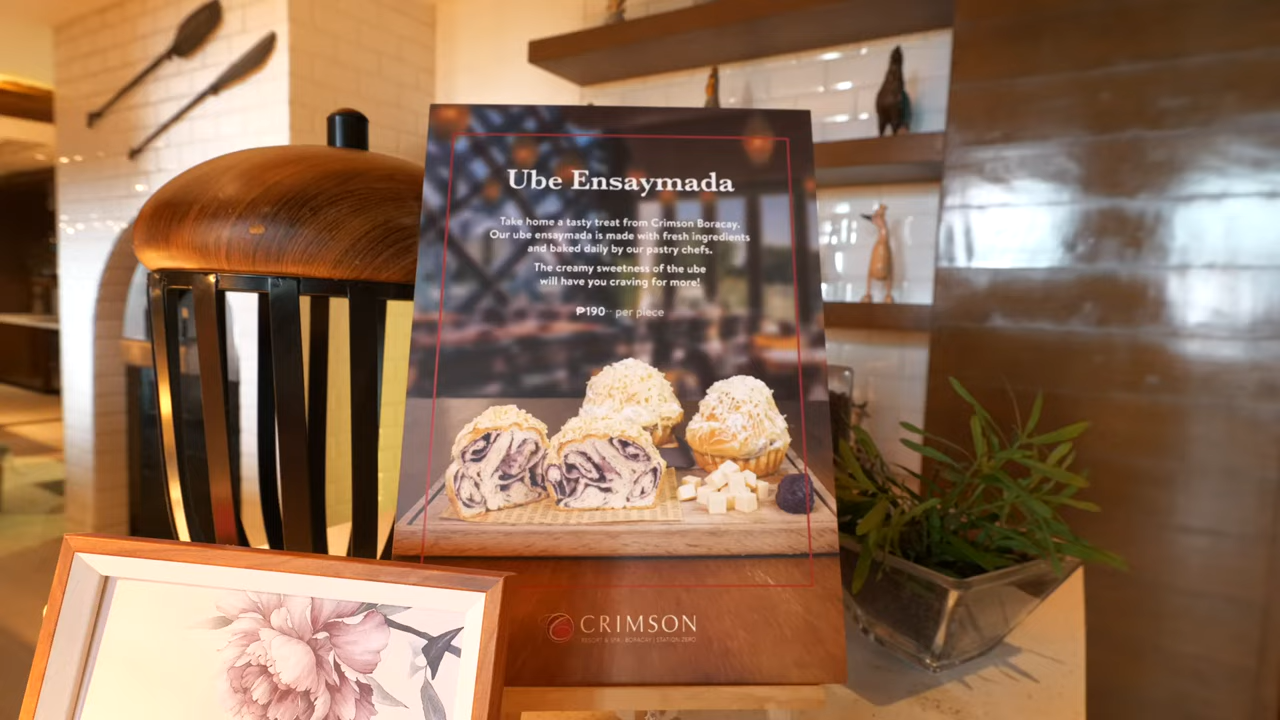 Ube Ensaymada
Take home a tasty treat from Crimson Boracay.
Our ube ensaymada is made with fresh ingredients
and baked daily by our pastry chefs.
The creamy sweetness of the ube
will have you craving for more!
₱190++ per piece
CRIMSON
RESORT & SPA, BORACAY | STATION ZERO